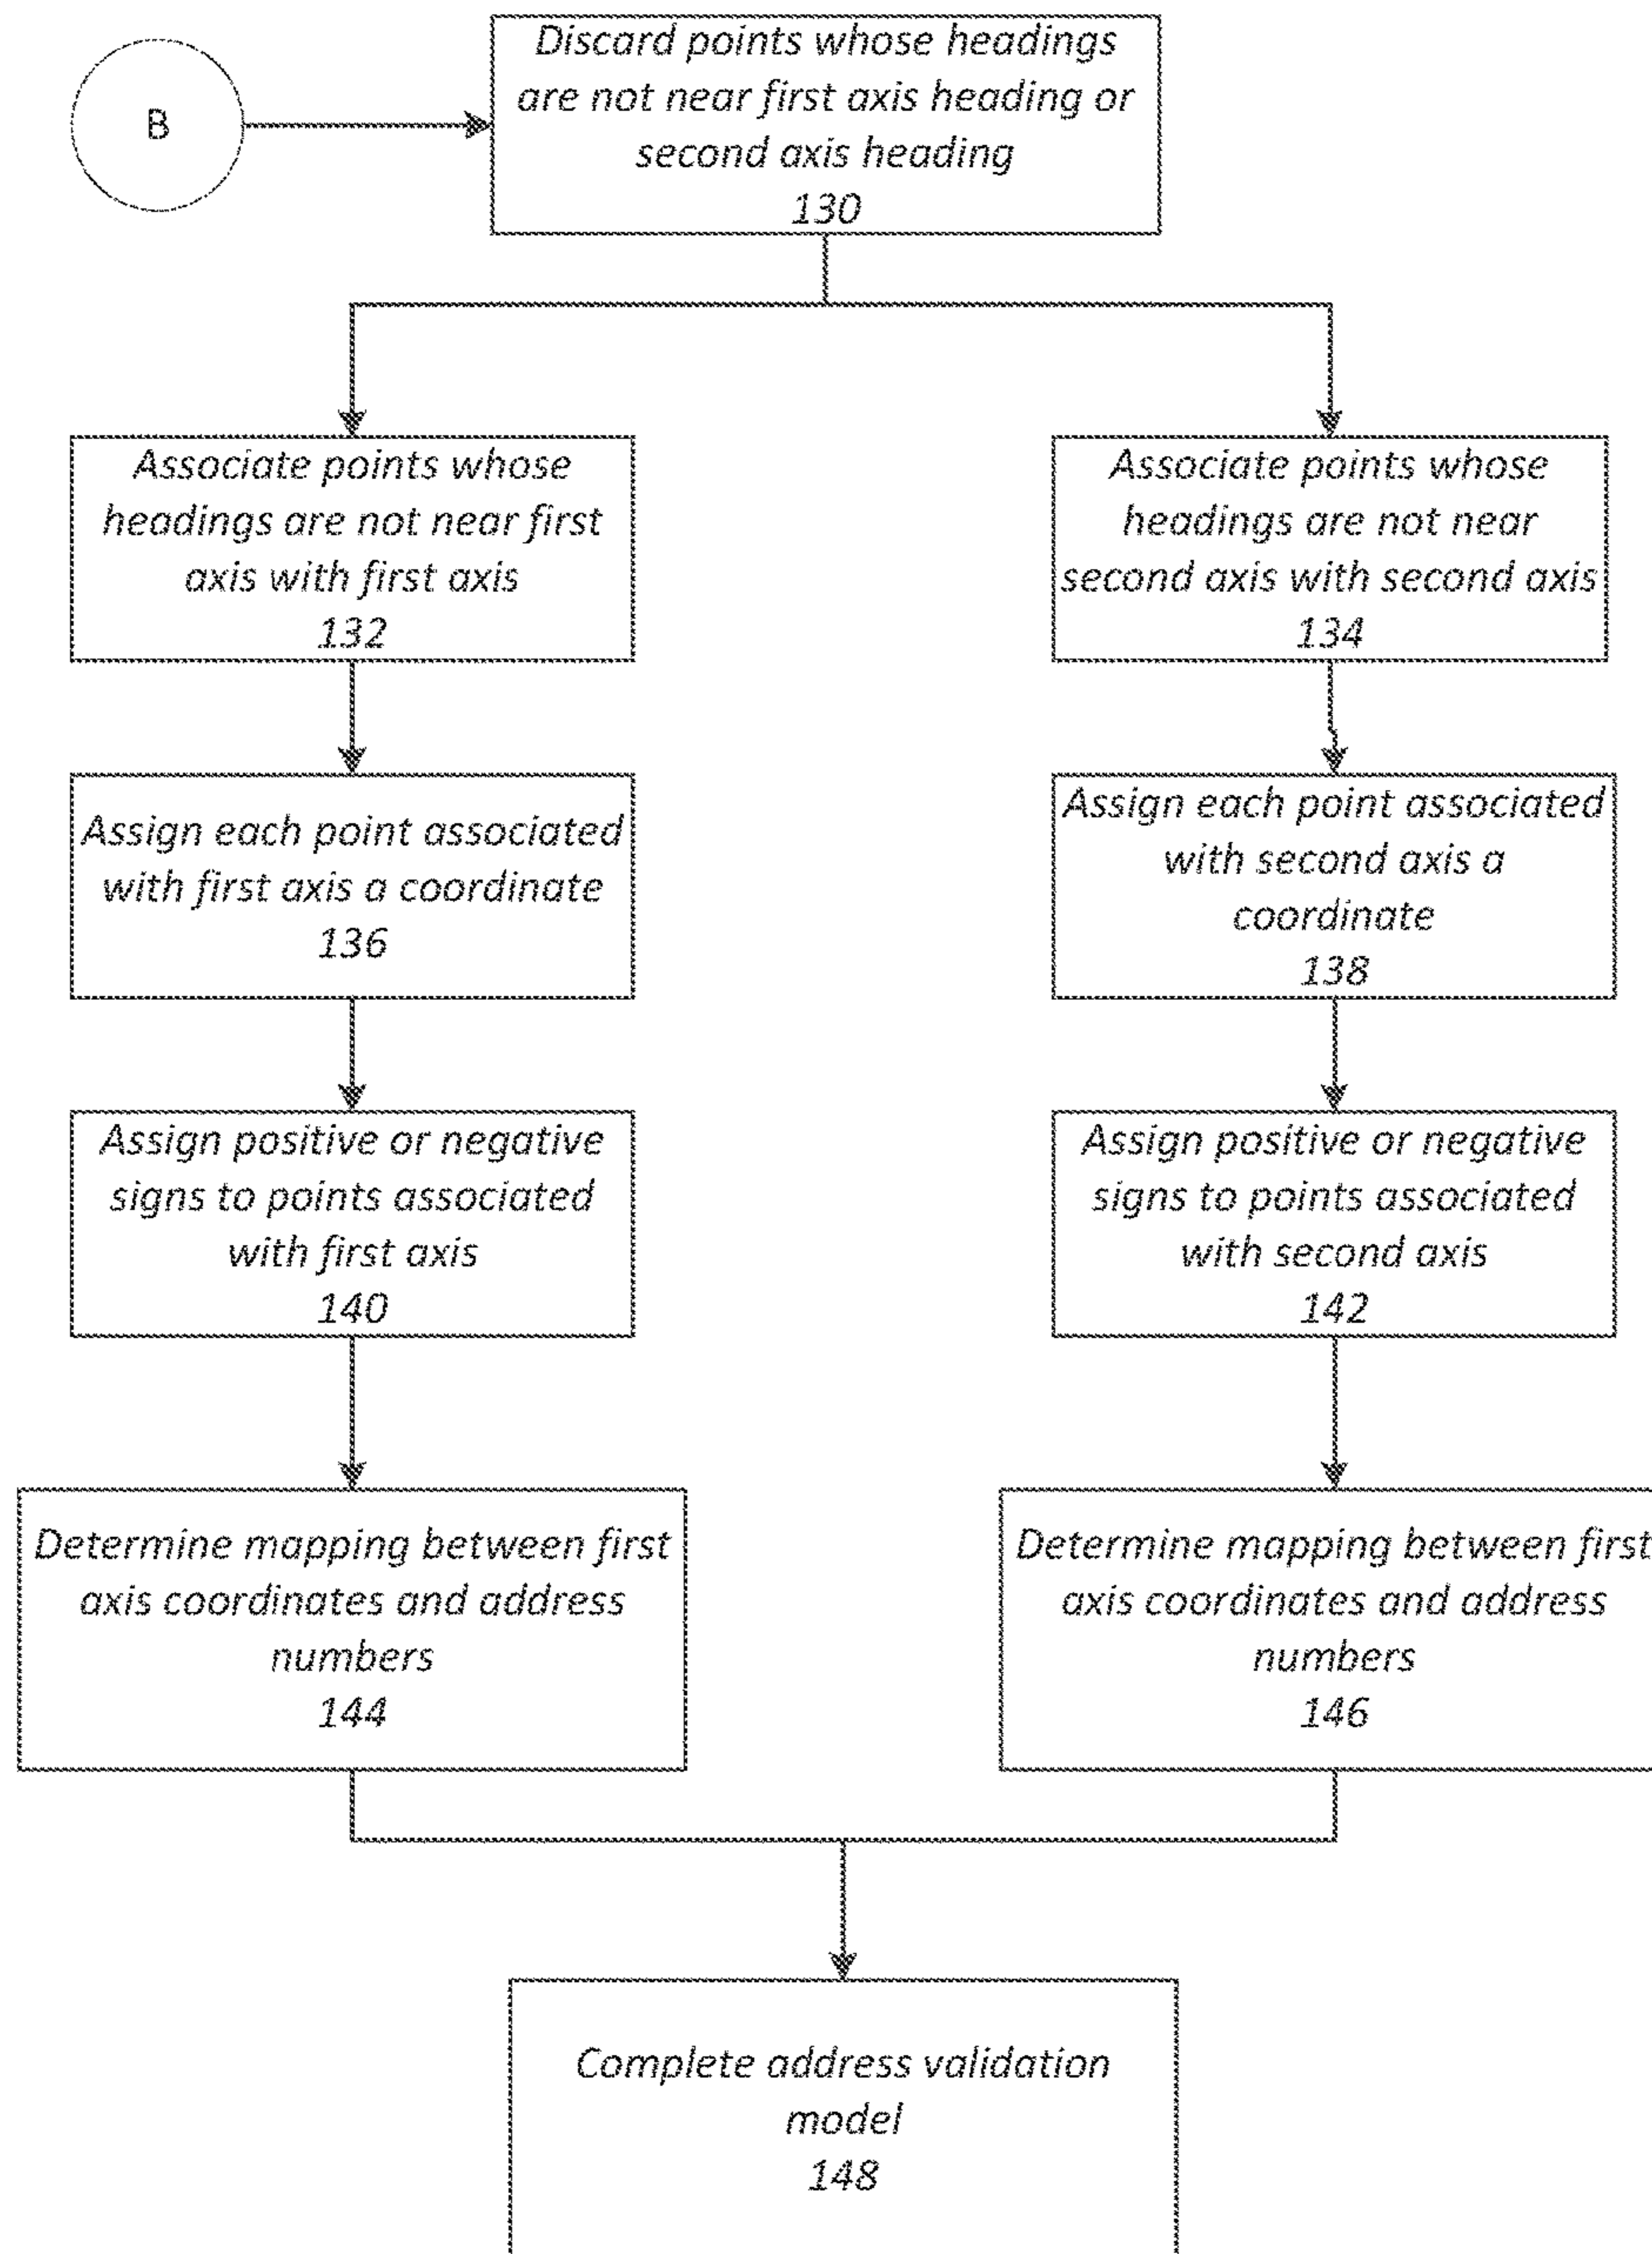 B
Discard points whose headings
are not near first axis heading or
second axis heading
130
Associate points whose
headings are not near first
axis with first axis
132
Associate points whose
headings are not near
second axis with second axis
134
Assign each point associated
with first axis a coordinate
136
Assign each point associated
with second axis a
coordinate
138
Assign positive or negative
signs to points associated
with first axis
140
Assign positive or negative
signs to points associated
with second axis
142
Determine mapping between first
axis coordinates and address
numbers
144
Determine mapping between first
axis coordinates and address
numbers
146
Complete address validation
model
148